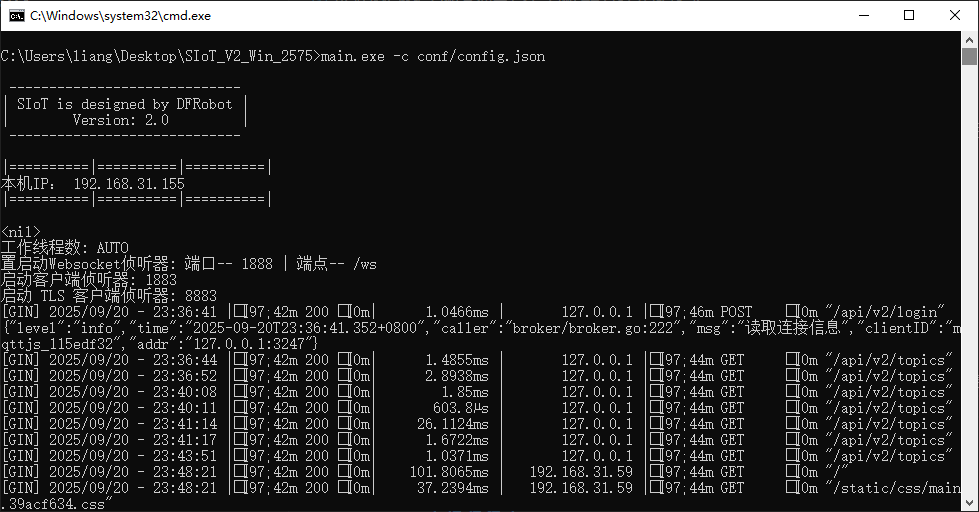 C:\Windows\system32\cmd.exe
C:\Users\liang\Desktop\SIoT_V2_Win_2575>main.exe -c conf/config.json
-----------------------------
| SIoT is designed by DFRobot |
|        Version: 2.0         |
-----------------------------
|==========|==========|==========|
本机IP： 192.168.31.155
|==========|==========|==========|
<nil>
工作线程数: AUTO
置启动Websocket侦听器: 端口-- 1888 | 端点-- /ws
启动客户端侦听器: 1883
启动 TLS 客户端侦听器: 8883
[GIN] 2025/09/20 - 23:36:41 |[97;42m 200 [0m|      1.0466ms |       127.0.0.1 |[97;46m POST    [0m "/api/v2/login"
{"level":"info","time":"2025-09-20T23:36:41.352+0800","caller":"broker/broker.go:222","msg":"读取连接信息","clientID":"m
qttjs_115edf32","addr":"127.0.0.1:3247"}
[GIN] 2025/09/20 - 23:36:44 |[97;42m 200 [0m|      1.4855ms |       127.0.0.1 |[97;44m GET     [0m "/api/v2/topics"
[GIN] 2025/09/20 - 23:36:52 |[97;42m 200 [0m|      2.8938ms |       127.0.0.1 |[97;44m GET     [0m "/api/v2/topics"
[GIN] 2025/09/20 - 23:40:08 |[97;42m 200 [0m|        1.85ms |       127.0.0.1 |[97;44m GET     [0m "/api/v2/topics"
[GIN] 2025/09/20 - 23:40:11 |[97;42m 200 [0m|       603.8µs |       127.0.0.1 |[97;44m GET     [0m "/api/v2/topics"
[GIN] 2025/09/20 - 23:41:14 |[97;42m 200 [0m|     26.1124ms |       127.0.0.1 |[97;44m GET     [0m "/api/v2/topics"
[GIN] 2025/09/20 - 23:41:17 |[97;42m 200 [0m|      1.6722ms |       127.0.0.1 |[97;44m GET     [0m "/api/v2/topics"
[GIN] 2025/09/20 - 23:43:51 |[97;42m 200 [0m|      1.0371ms |       127.0.0.1 |[97;44m GET     [0m "/api/v2/topics"
[GIN] 2025/09/20 - 23:48:21 |[97;42m 200 [0m|    101.8065ms |   192.168.31.59 |[97;44m GET     [0m "/"
[GIN] 2025/09/20 - 23:48:21 |[97;42m 200 [0m|     37.2394ms |   192.168.31.59 |[97;44m GET     [0m "/static/css/main
.39acf634.css"